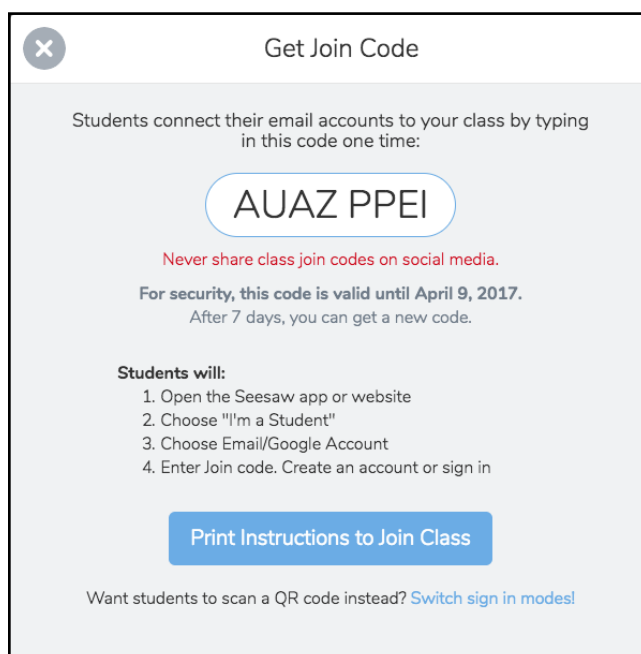 Get Join Code
Students connect their email accounts to your class by typing
in this code one time:
AUAZ PPEI
Never share class join codes on social media.
For security, this code is valid until April 9, 2017.
After 7 days, you can get a new code.
Students will:
1. Open the Seesaw app or website
2. Choose "I'm a Student"
3. Choose Email/Google Account
4. Enter Join code. Create an account or sign in
Print Instructions to Join Class
Want students to scan a QR code instead? Switch sign in modes!